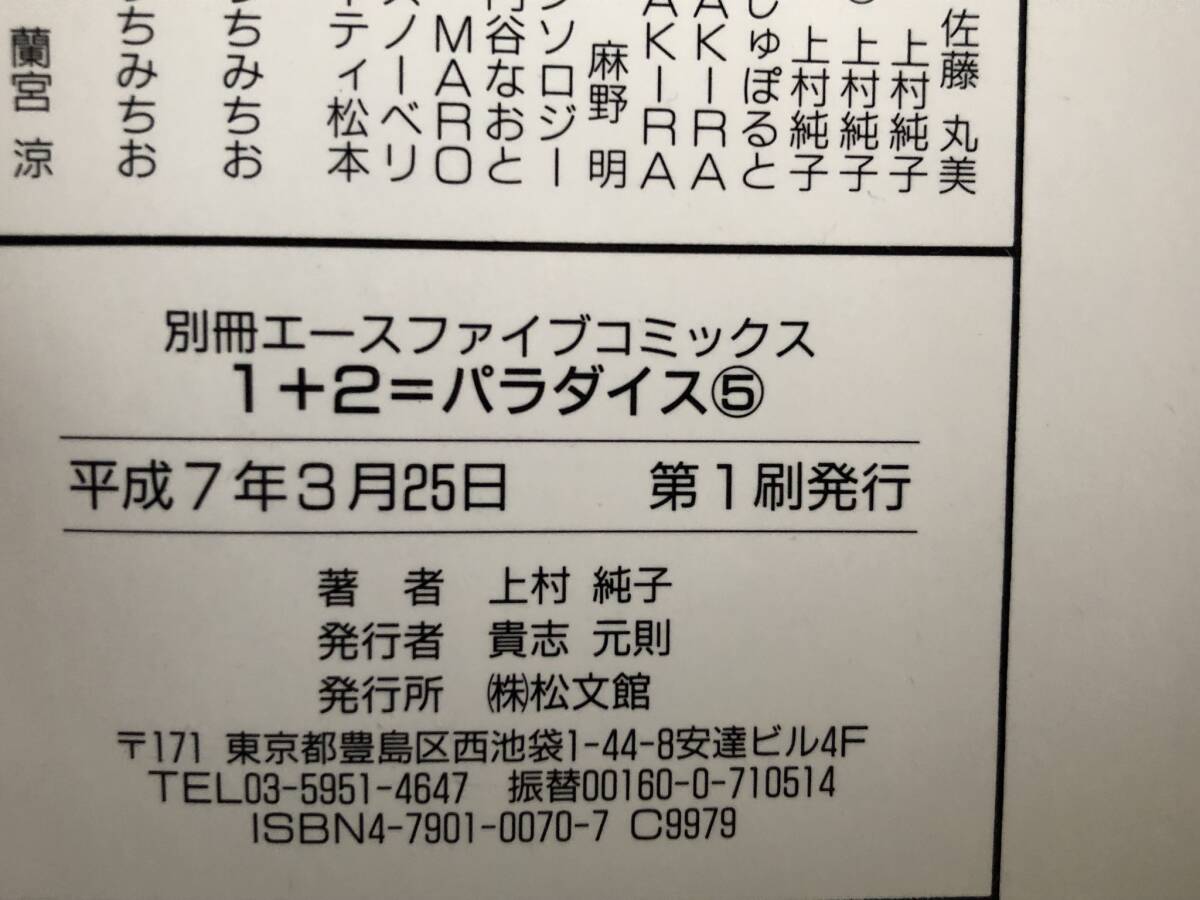 佐藤 丸美
上村純子
上村純子
上村純子
しゅぽると
AKIRA
AKIRA
麻野 明
ンソロジー
谷なおと
MARO
スノーベリ
ティ松本
ちみちお
ちみちお
蘭宮 涼
別冊エースファイブコミックス
1+2=パラダイス⑤
平成7年3月25日 第1刷発行
著 者 上村 純子
発行者 貴志 元則
発行所 ㈱松文館
〒171 東京都豊島区西池袋1-44-8安達ビル4F
TEL03-5951-4647 振替00160-0-710514
ISBN4-7901-0070-7 C9979